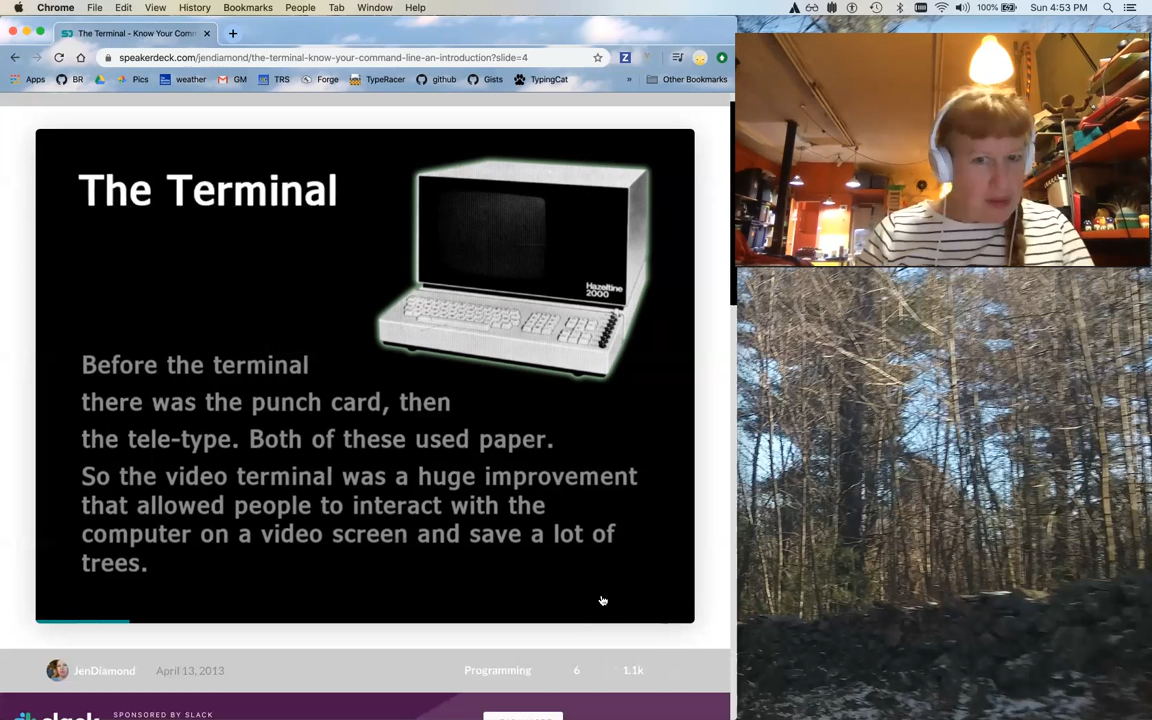 Chrome File Edit View History Bookmarks People Tab Window Help 100% Sun 4:53 PM
The Terminal - Know Your Comm
speakerdeck.com/jendiamond/the-terminal-know-your-command-line-an-introduction?slide=4
Apps BR Pics weather GM TRS Forge TypeRacer github Gists TypingCat » Other Bookmarks
The Terminal
Hazeltine
2000
Before the terminal
there was the punch card, then
the tele-type. Both of these used paper.
So the video terminal was a huge improvement
that allowed people to interact with the
computer on a video screen and save a lot of
trees.
JenDiamond April 13, 2013 Programming 6 1.1k
slack SPONSORED BY SLACK